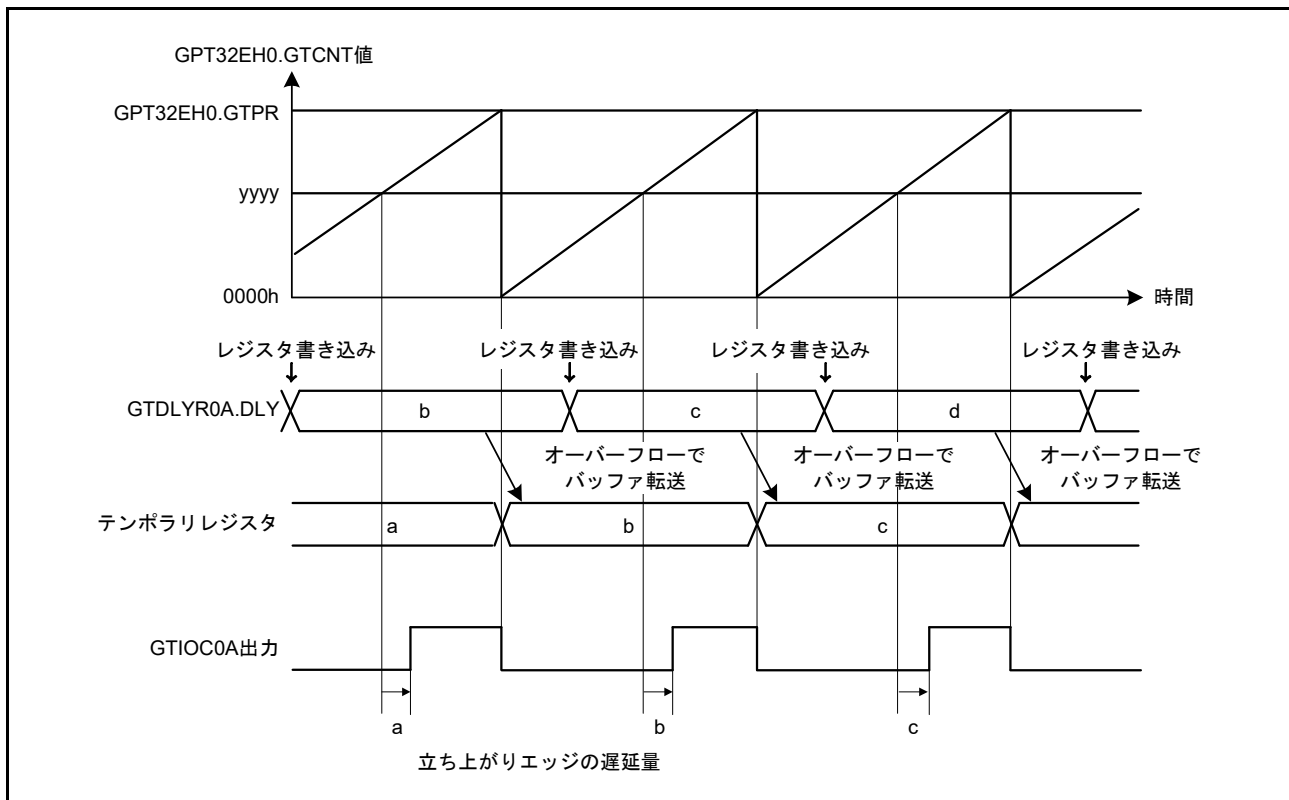 GPT32EH0.GTCNT値
GPT32EH0.GTPR
yyyy
0000h
時間
レジスタ書き込み レジスタ書き込み レジスタ書き込み レジスタ書き込み
GTDLYR0A.DLY b c d
オーバーフローで オーバーフローで オーバーフローで
バッファ転送 バッファ転送 バッファ転送
テンポラリレジスタ a b c
GTIOC0A出力
a b c
立ち上がりエッジの遅延量